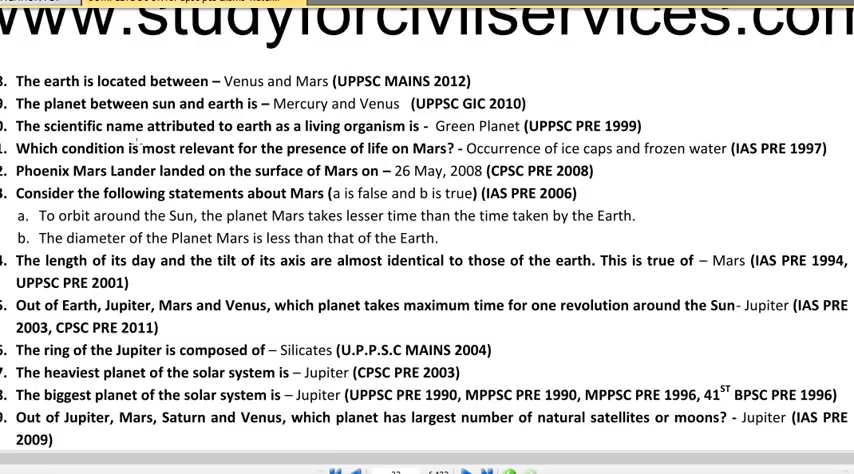 www.studyforcivilservices.com
3. The earth is located between – Venus and Mars (UPPSC MAINS 2012)
9. The planet between sun and earth is – Mercury and Venus (UPPSC GIC 2010)
0. The scientific name attributed to earth as a living organism is - Green Planet (UPPSC PRE 1999)
1. Which condition is most relevant for the presence of life on Mars? - Occurrence of ice caps and frozen water (IAS PRE 1997)
2. Phoenix Mars Lander landed on the surface of Mars on – 26 May, 2008 (CPSC PRE 2008)
3. Consider the following statements about Mars (a is false and b is true) (IAS PRE 2006)
a. To orbit around the Sun, the planet Mars takes lesser time than the time taken by the Earth.
b. The diameter of the Planet Mars is less than that of the Earth.
4. The length of its day and the tilt of its axis are almost identical to those of the earth. This is true of – Mars (IAS PRE 1994,
UPPSC PRE 2001)
5. Out of Earth, Jupiter, Mars and Venus, which planet takes maximum time for one revolution around the Sun- Jupiter (IAS PRE
2003, CPSC PRE 2011)
6. The ring of the Jupiter is composed of – Silicates (U.P.P.S.C MAINS 2004)
7. The heaviest planet of the solar system is – Jupiter (CPSC PRE 2003)
8. The biggest planet of the solar system is – Jupiter (UPPSC PRE 1990, MPPSC PRE 1990, MPPSC PRE 1996, 41ST BPSC PRE 1996)
9. Out of Jupiter, Mars, Saturn and Venus, which planet has largest number of natural satellites or moons? - Jupiter (IAS PRE
2009)